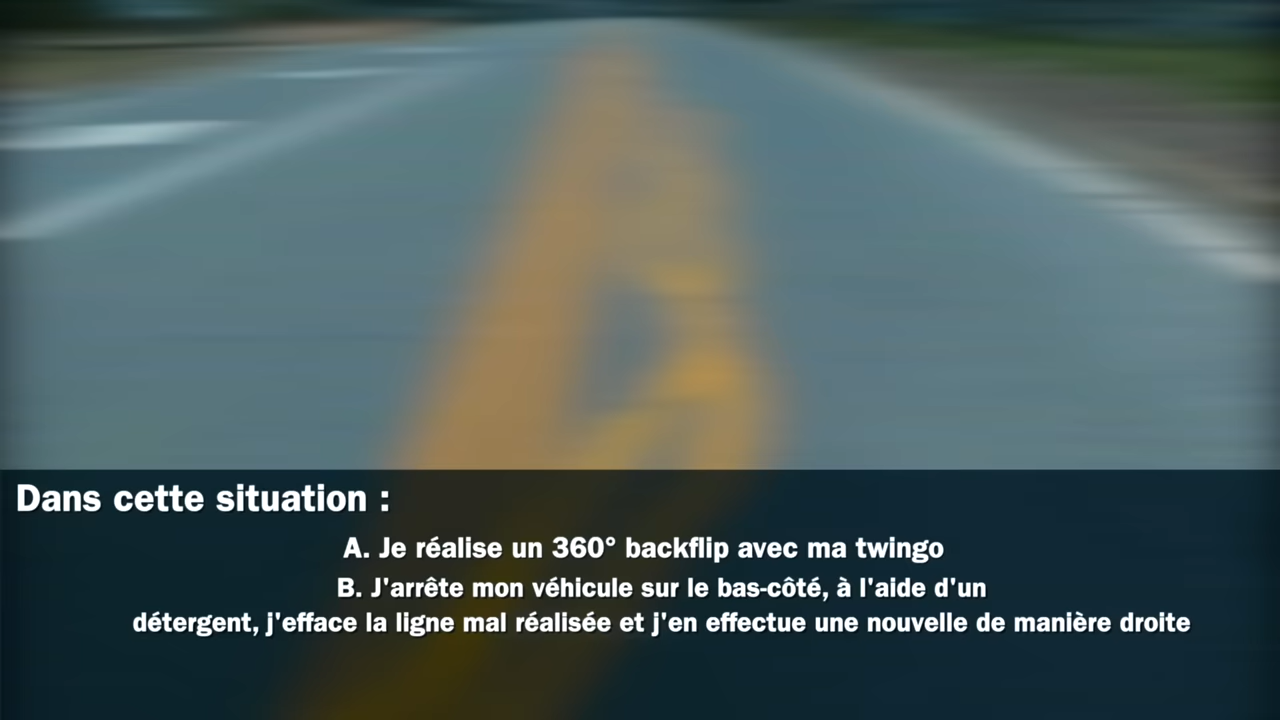 Dans cette situation :
A. Je réalise un 360° backflip avec ma twingo
B. J'arrête mon véhicule sur le bas-côté, à l'aide d'un
détergent, j'efface la ligne mal réalisée et j'en effectue une nouvelle de manière droite